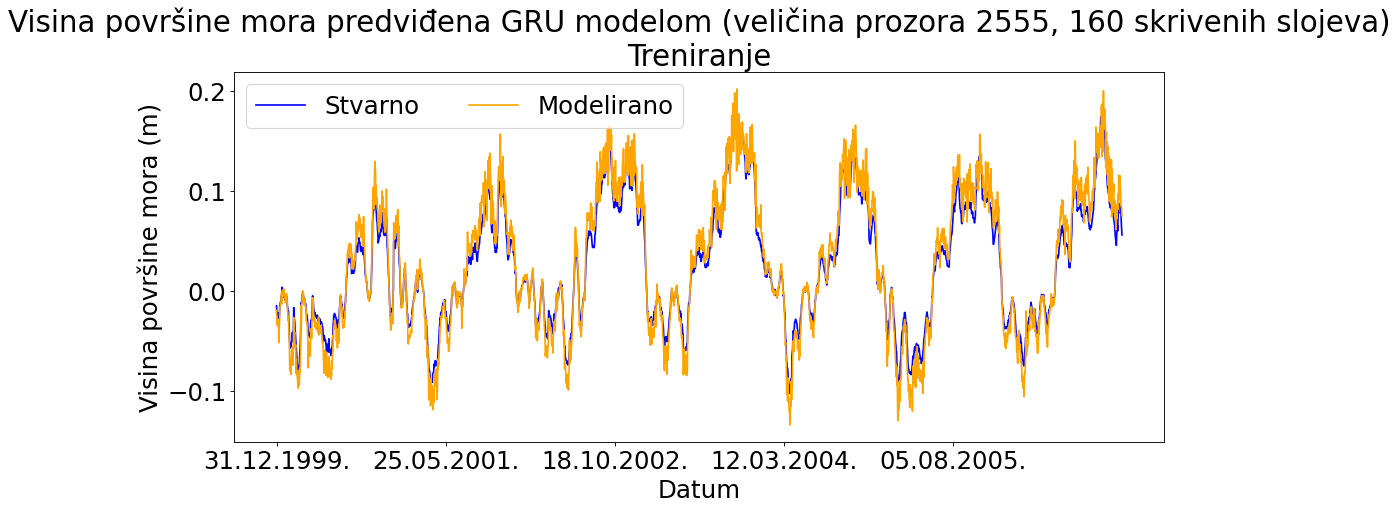 Visina površine mora predviđena GRU modelom (veličina prozora 2555, 160 skrivenih slojeva)
Treniranje
Stvarno
Modelirano
Visina površine mora (m)
0.2
0.1
0.0
−0.1
31.12.1999.
25.05.2001.
18.10.2002.
12.03.2004.
05.08.2005.
Datum